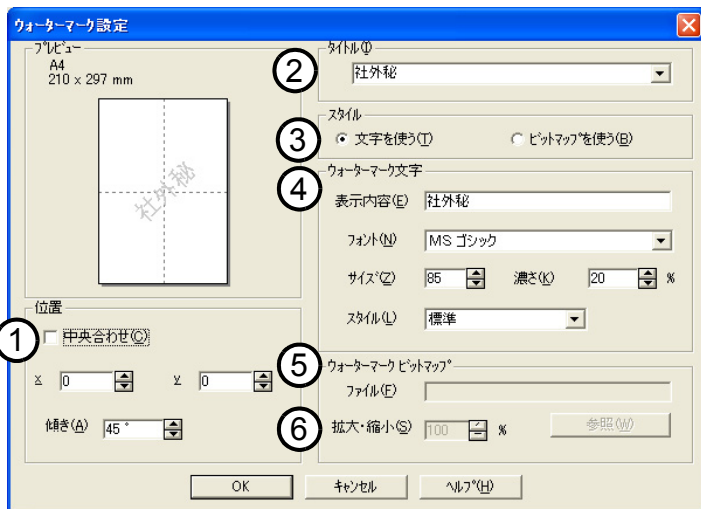 ウォーターマーク設定
プレビュー
A4
210 x 297 mm
社外秘
位置
① 中央合わせ(C)
X 0 Y 0
傾き(A) 45 °
タイトル(I)
② 社外秘
スタイル
③ 文字を使う(T) ビットマップを使う(B)
④ ウォーターマーク文字
表示内容(E) 社外秘
フォント(N) MS ゴシック
サイズ(Z) 85 濃さ(K) 20 %
スタイル(L) 標準
⑤ ウォーターマーク ビットマップ
ファイル(F)
⑥ 拡大・縮小(S) 100 % 参照(W)
OK キャンセル ヘルプ(H)